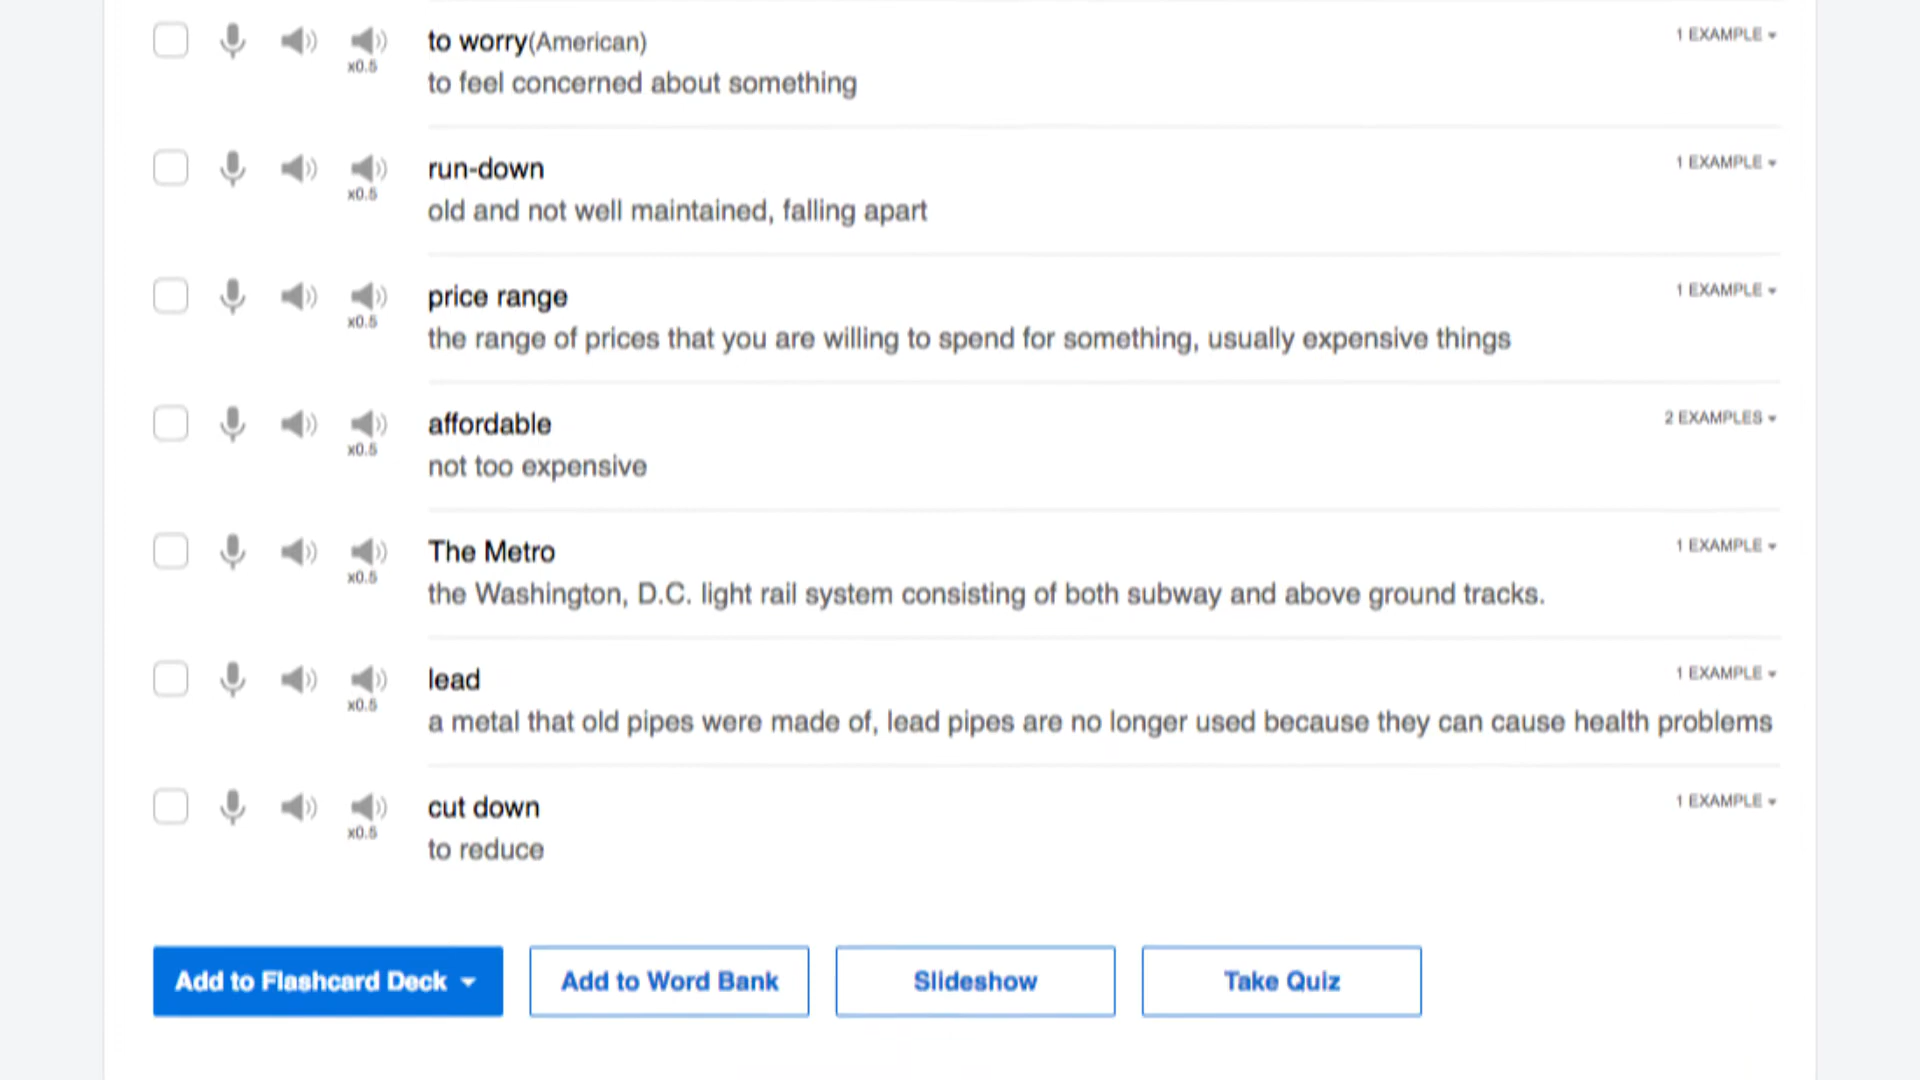 to worry(American)
1 EXAMPLE
x0.5
to feel concerned about something
run-down
1 EXAMPLE
x0.5
old and not well maintained, falling apart
price range
1 EXAMPLE
x0.5
the range of prices that you are willing to spend for something, usually expensive things
affordable
2 EXAMPLES
x0.5
not too expensive
The Metro
1 EXAMPLE
x0.5
the Washington, D.C. light rail system consisting of both subway and above ground tracks.
lead
1 EXAMPLE
x0.5
a metal that old pipes were made of, lead pipes are no longer used because they can cause health problems
cut down
1 EXAMPLE
x0.5
to reduce
Add to Flashcard Deck
Add to Word Bank
Slideshow
Take Quiz